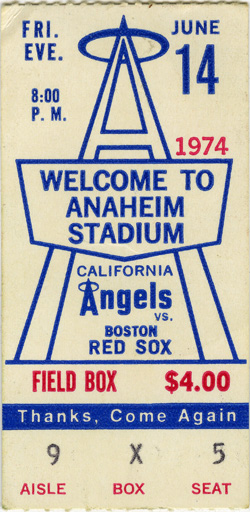 FRI. JUNE
EVE. 14
8:00
P. M.
1974
WELCOME TO
ANAHEIM
STADIUM
CALIFORNIA
Angels
VS.
BOSTON
RED SOX
FIELD BOX $4.00
Thanks, Come Again
9 X 5
AISLE BOX SEAT